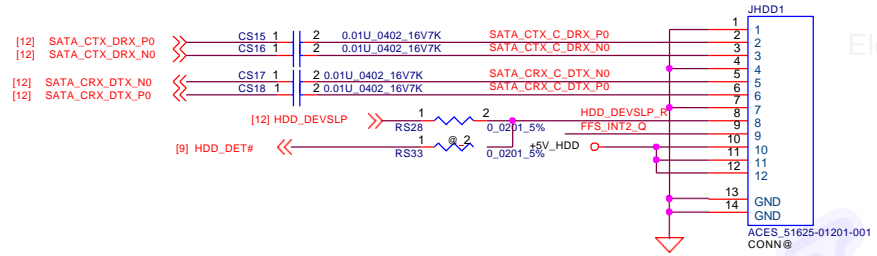 JHDD1
1 1
[12] SATA_CTX_DRX_P0 CS15 1 2 0.01U_0402_16V7K SATA_CTX_C_DRX_P0 2 2
[12] SATA_CTX_DRX_N0 CS16 1 2 0.01U_0402_16V7K SATA_CTX_C_DRX_N0 3 3
4 4
[12] SATA_CRX_DTX_N0 CS17 1 2 0.01U_0402_16V7K SATA_CRX_C_DTX_N0 5 5
[12] SATA_CRX_DTX_P0 CS18 1 2 0.01U_0402_16V7K SATA_CRX_C_DTX_P0 6 6
7 7
[12] HDD_DEVSLP 1 2 HDD_DEVSLP_R 8 8
RS28 0_0201_5% FFS_INT2_Q 9 9
[9] HDD_DET# 1 @ 2 +5V_HDD 10 10
RS33 0_0201_5% 11 11
12 12
13 GND
14 GND
ACES_51625-01201-001
CONN@